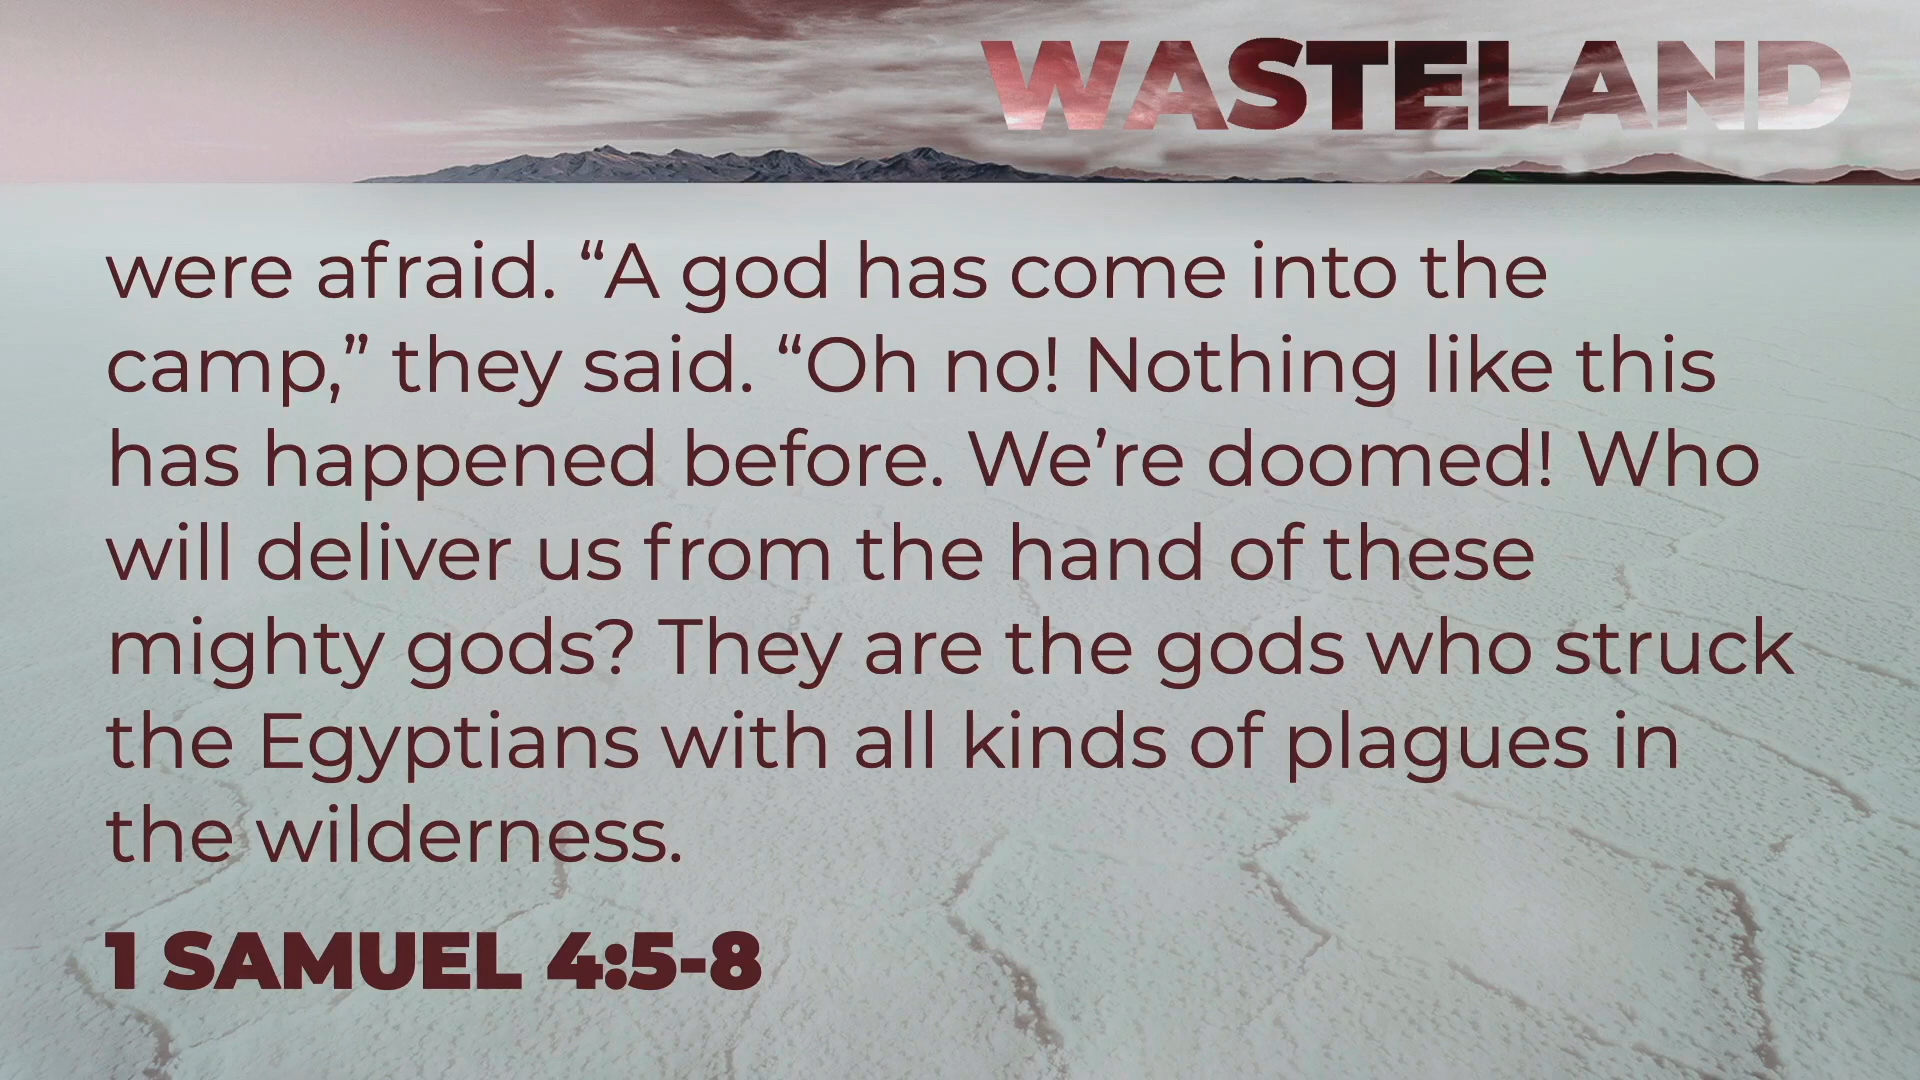 WASTELAND
were afraid. “A god has come into the
camp,” they said. “Oh no! Nothing like this
has happened before. We’re doomed! Who
will deliver us from the hand of these
mighty gods? They are the gods who struck
the Egyptians with all kinds of plagues in
the wilderness.
1 SAMUEL 4:5-8